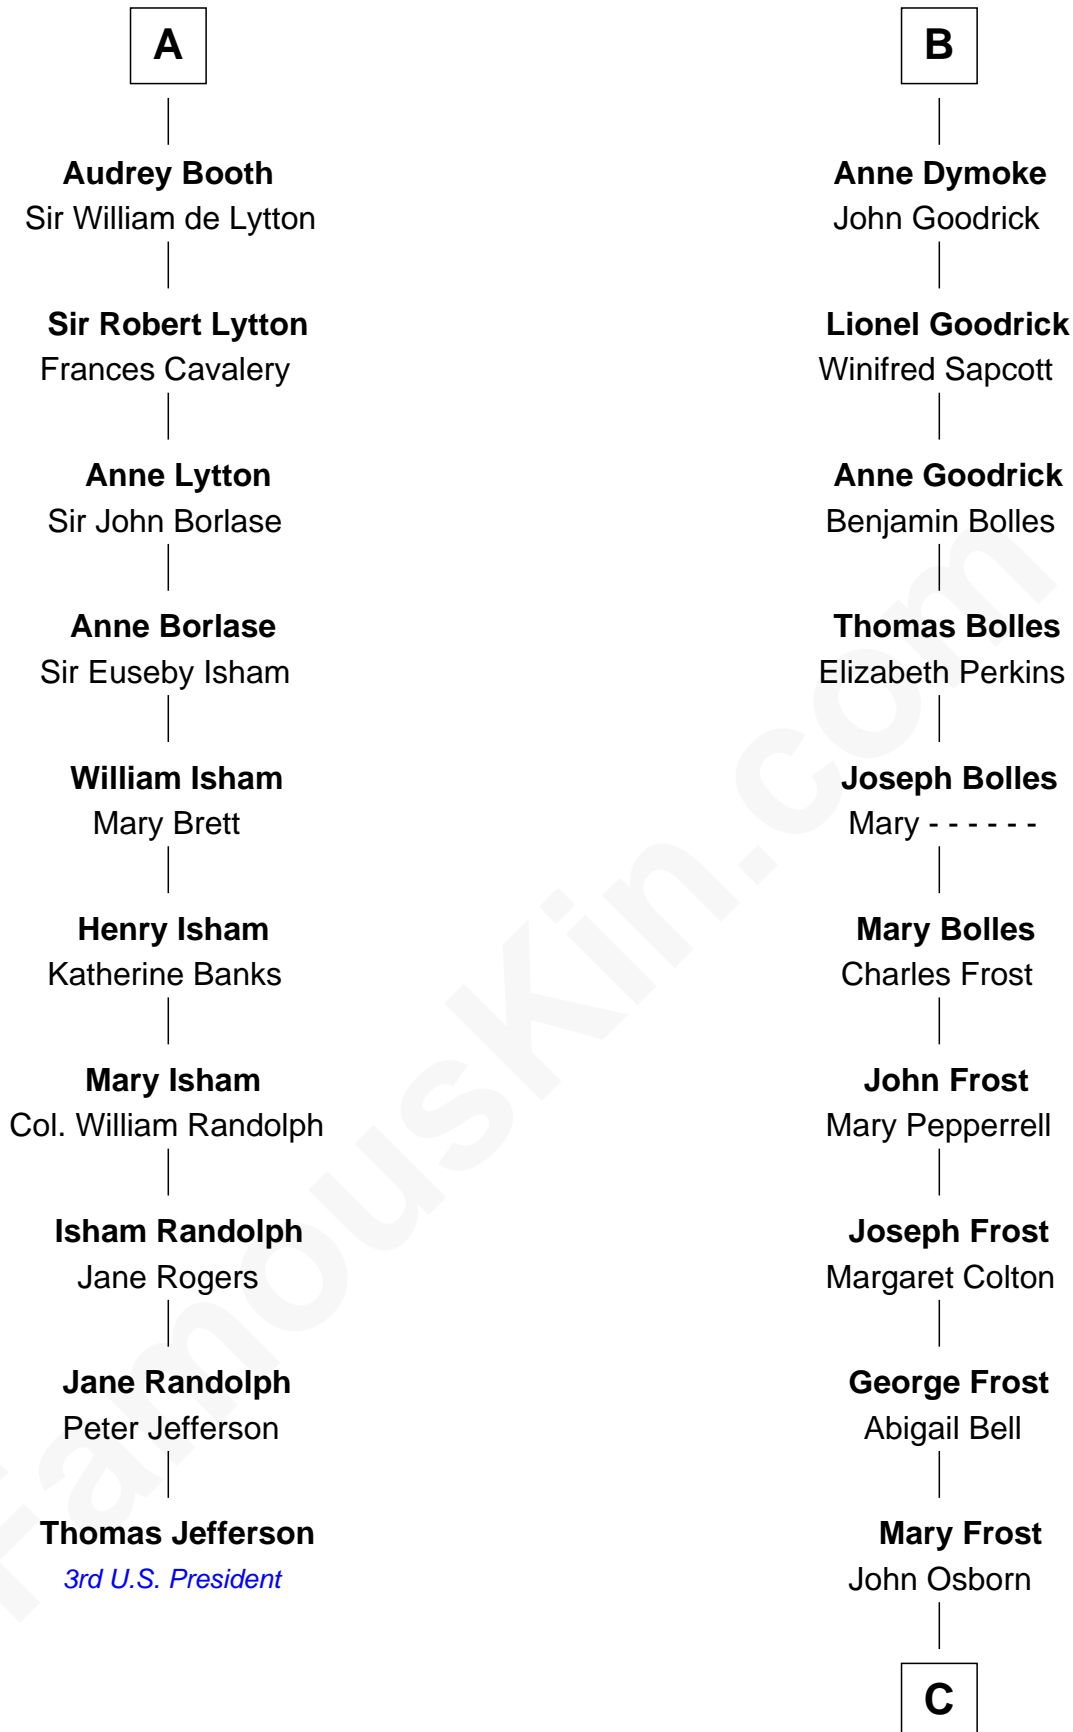 A
Audrey Booth
Sir William de Lytton
Sir Robert Lytton
Frances Cavalery
Anne Lytton
Sir John Borlase
Anne Borlase
Sir Euseby Isham
William Isham
Mary Brett
Henry Isham
Katherine Banks
Mary Isham
Col. William Randolph
Isham Randolph
Jane Rogers
Jane Randolph
Peter Jefferson
Thomas Jefferson
3rd U.S. President
B
Anne Dymoke
John Goodrick
Lionel Goodrick
Winifred Sapcott
Anne Goodrick
Benjamin Bolles
Thomas Bolles
Elizabeth Perkins
Joseph Bolles
Mary - - - - - -
Mary Bolles
Charles Frost
John Frost
Mary Pepperrell
Joseph Frost
Margaret Colton
George Frost
Abigail Bell
Mary Frost
John Osborn
C
FamousKin.com